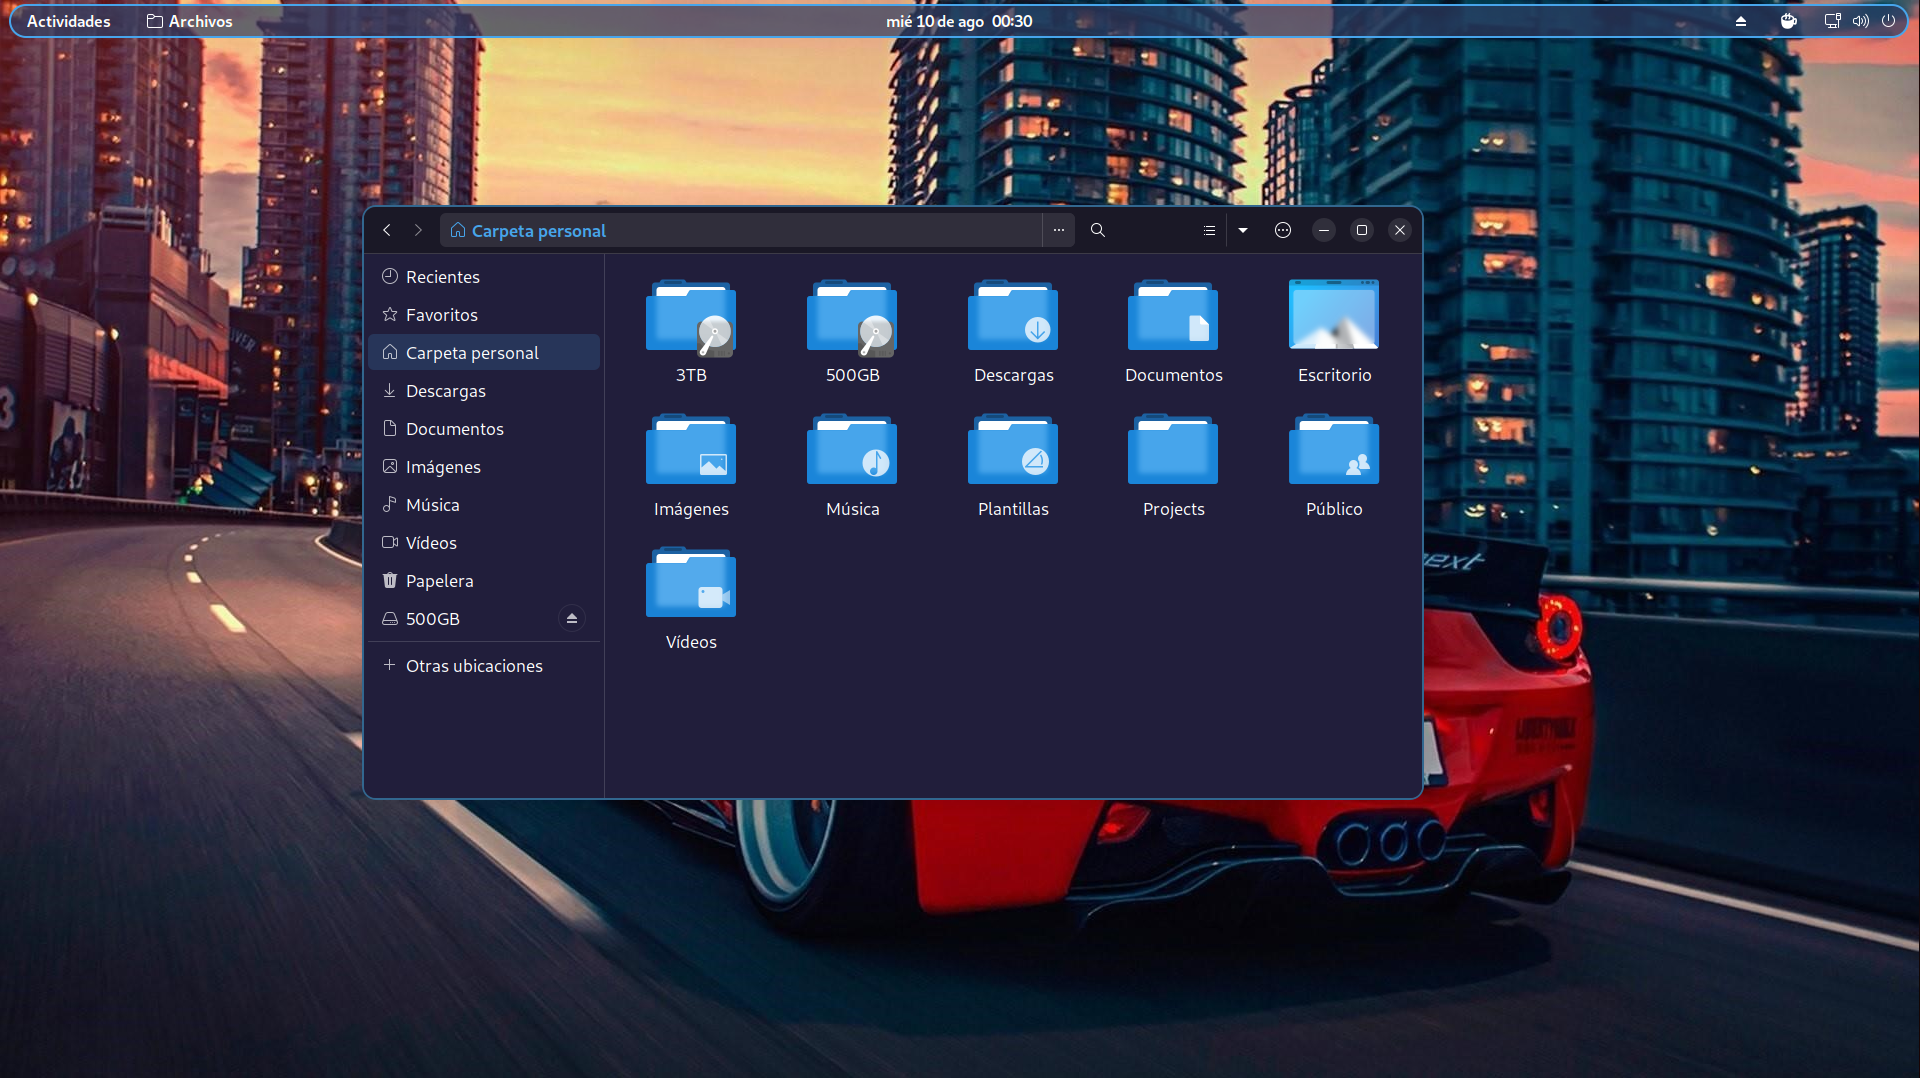 Actividades
Archivos
mié 10 de ago 00:30
Carpeta personal
Recientes
Favoritos
Carpeta personal
Descargas
Documentos
Imágenes
Música
Vídeos
Papelera
500GB
Otras ubicaciones
3TB
500GB
Descargas
Documentos
Escritorio
Imágenes
Música
Plantillas
Projects
Público
Vídeos
3